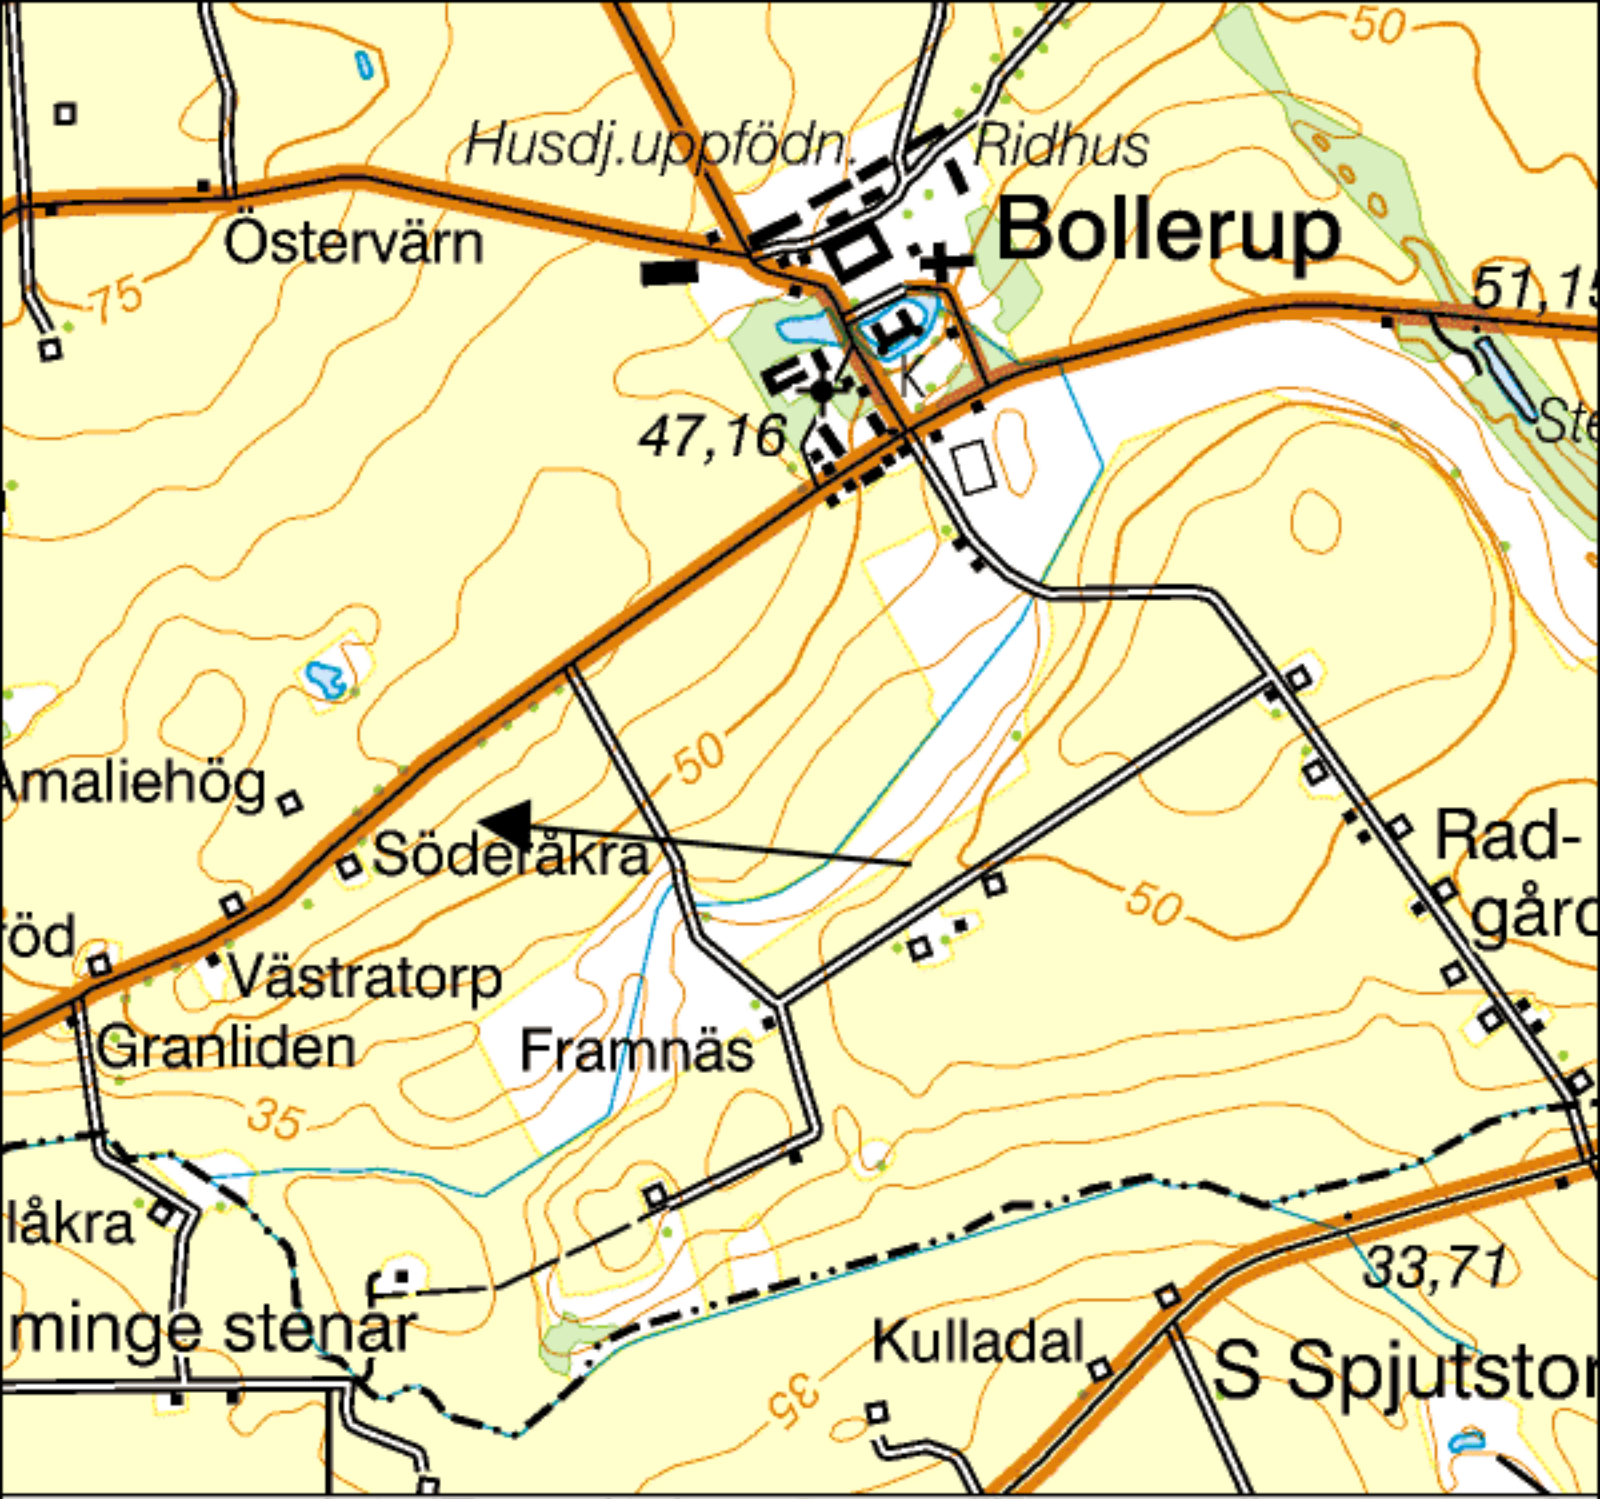 50
Husdj.uppfödn.
Ridhus
Östervärn
Bollerup
75
51,15
K
47,16
Ste
50
Amaliehög
Söderåkra
Rad-
gård
50
röd
Västratorp
Granliden
Framnäs
35
låkra
33,71
minge stenar
Kulladal
S Spjutstor
35